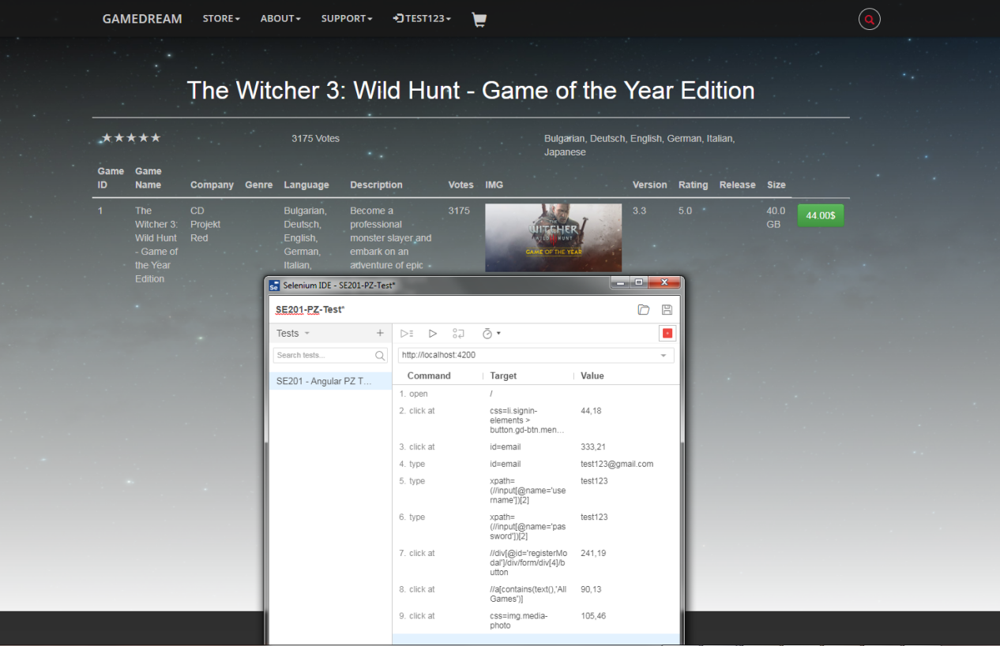 GAMEDREAM STORE ABOUT SUPPORT TEST123
The Witcher 3: Wild Hunt - Game of the Year Edition
3175 Votes
Bulgarian, Deutsch, English, German, Italian,
Japanese
Game ID
Game Name
Company
Genre
Language
Description
Votes
IMG
Version
Rating
Release
Size
1
The
Witcher 3:
Wild Hunt
- Game of
the Year
Edition
CD
Projekt
Red
Bulgarian,
Deutsch,
English,
German,
Italian,
Become a
professional
monster slayer and
embark on an
adventure of epic
3175
THE
WITCHER
WILD HUNT
GAME OF THE YEAR
3.3
5.0
40.0
GB
44.00$
Se Selenium IDE - SE201-PZ-Test*
SE201-PZ-Test*
Tests
Search tests...
SE201 - Angular PZ T...
http://localhost:4200
Command Target Value
1. open /
2. click at css=li.signin- 44,18
elements >
button.gd-btn.men...
3. click at id=email 333,21
4. type id=email test123@gmail.com
5. type xpath= test123
(//input[@name='use
rname'])[2]
6. type xpath= test123
(//input[@name='pas
sword'])[2]
7. click at //div[@id='registerMo 241,19
dal']/div/form/div[4]/b
utton
8. click at //a[contains(text(),'All 90,13
Games')]
9. click at css=img.media- 105,46
photo